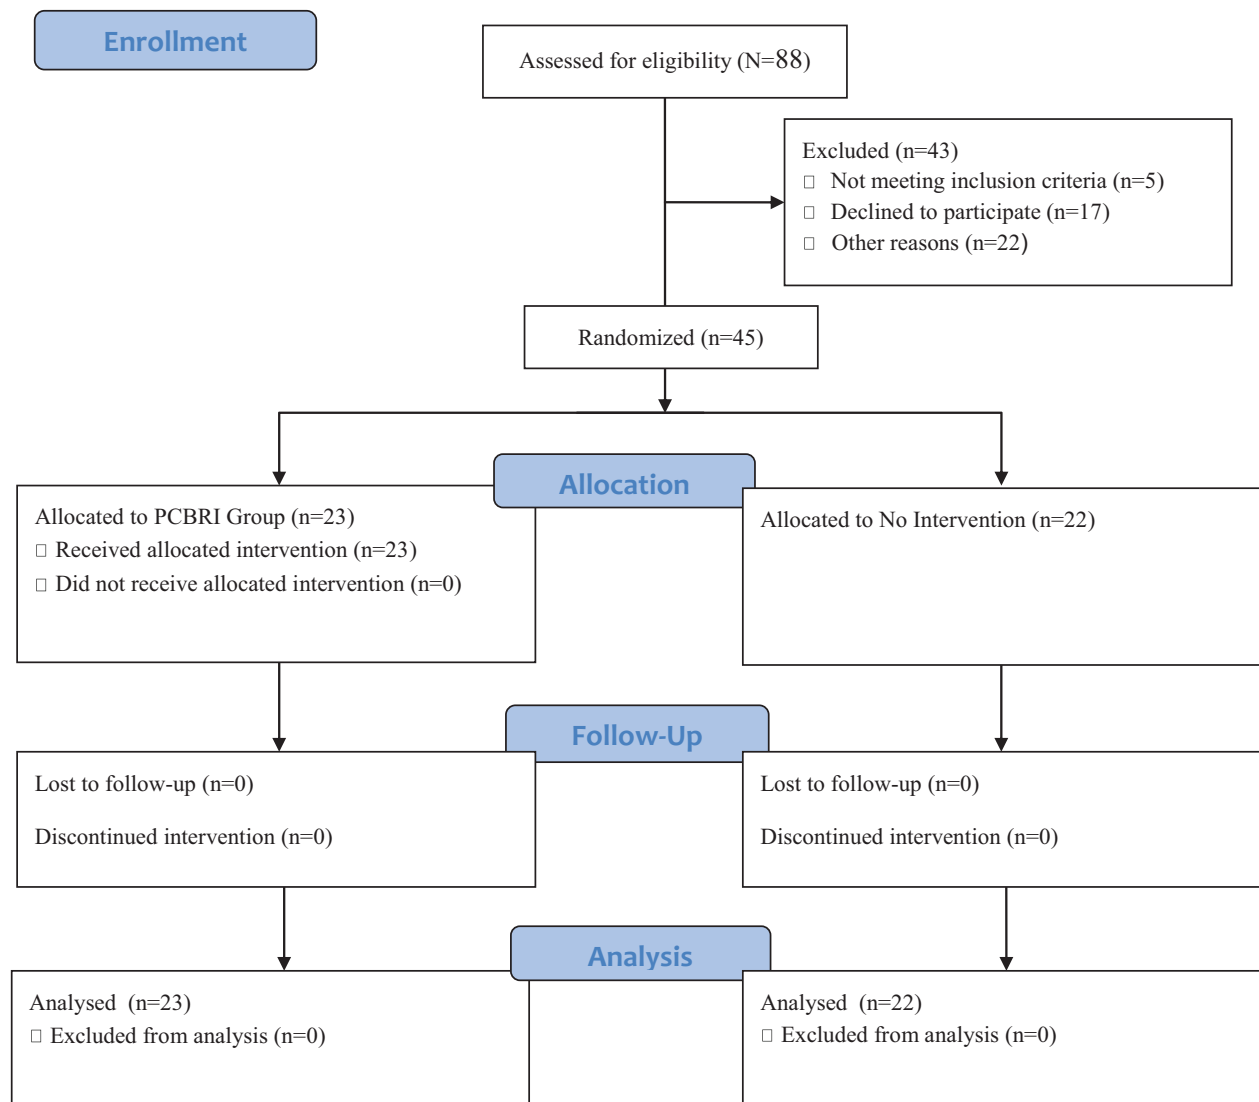 Enrollment
Assessed for eligibility (N=88)
Excluded (n=43)
□ Not meeting inclusion criteria (n=5)
□ Declined to participate (n=17)
□ Other reasons (n=22)
Randomized (n=45)
Allocation
Allocated to PCBRI Group (n=23)
□ Received allocated intervention (n=23)
□ Did not receive allocated intervention (n=0)
Allocated to No Intervention (n=22)
Follow-Up
Lost to follow-up (n=0)
Discontinued intervention (n=0)
Lost to follow-up (n=0)
Discontinued intervention (n=0)
Analysis
Analysed (n=23)
□ Excluded from analysis (n=0)
Analysed (n=22)
□ Excluded from analysis (n=0)